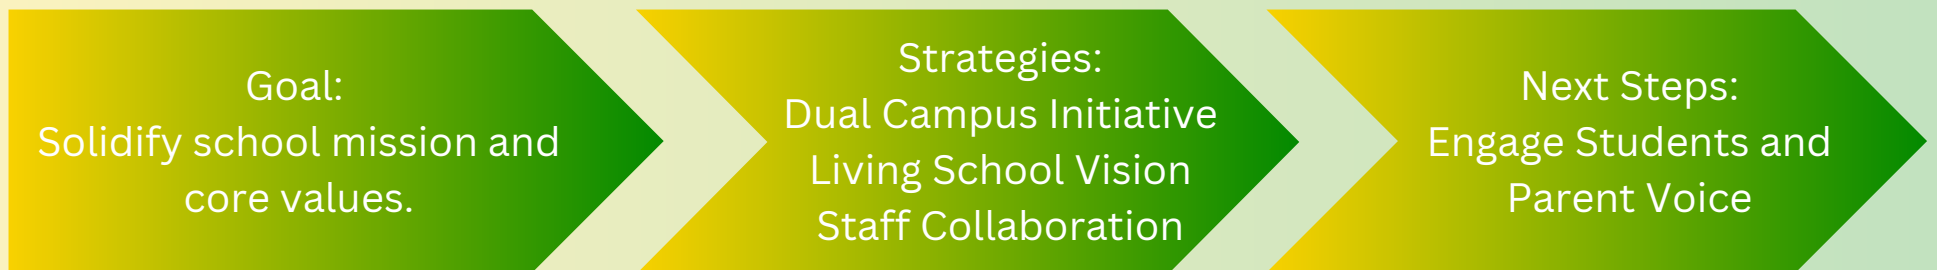 Goal:
Solidify school mission and
core values.
Strategies:
Dual Campus Initiative
Living School Vision
Staff Collaboration
Next Steps:
Engage Students and
Parent Voice